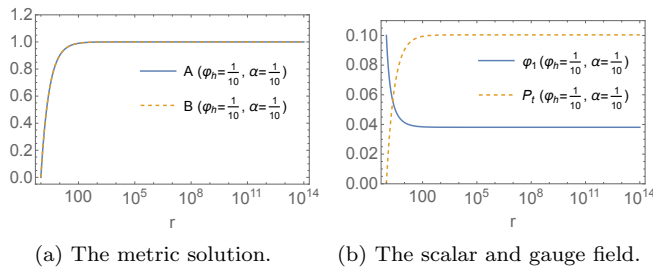 1.2
1.0
0.8
0.6
0.4
0.2
0.0
A (φh=1/10, α=1/10)
B (φh=1/10, α=1/10)
100 10^5 10^8 10^11 10^14
r
(a) The metric solution.
0.10
0.08
0.06
0.04
0.02
0.00
φ1(φh=1/10, α=1/10)
Pt (φh=1/10, α=1/10)
100 10^5 10^8 10^11 10^14
r
(b) The scalar and gauge field.